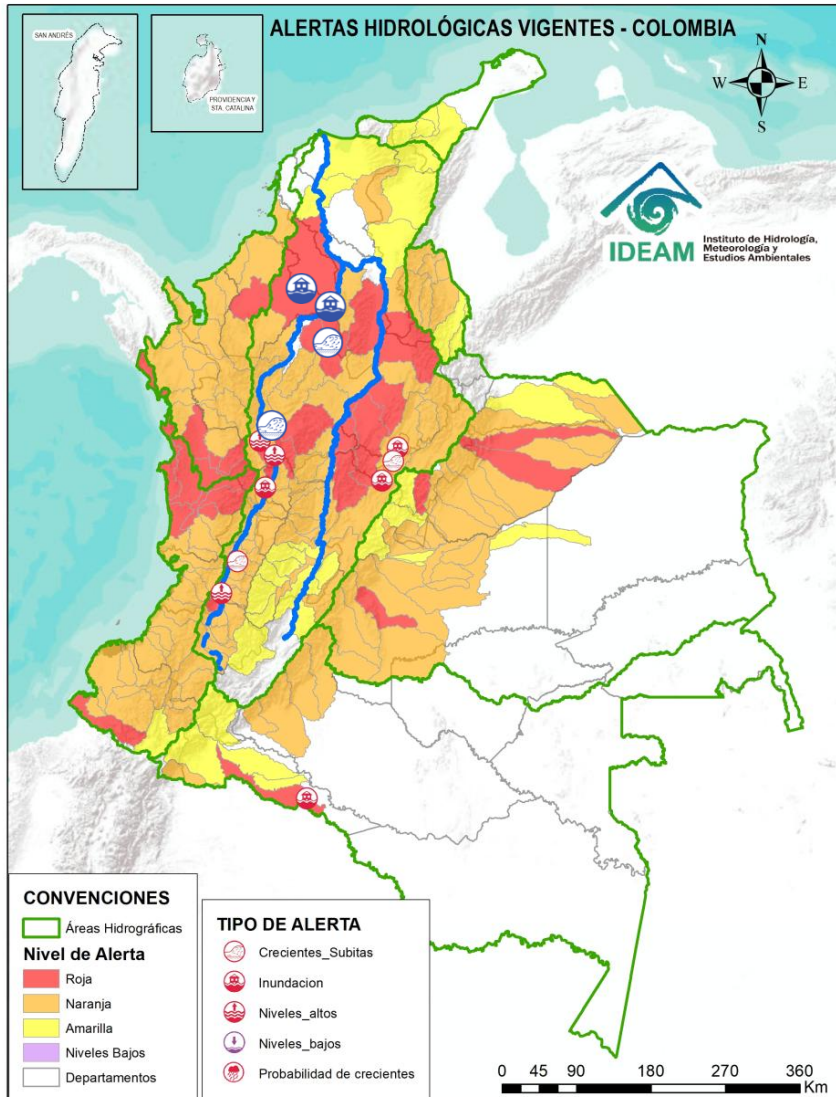 ALERTAS HIDROLÓGICAS VIGENTES - COLOMBIA
SAN ANDRÉS
PROVIDENCIA Y
STA. CATALINA
N
W
E
S
IDEAM
Instituto de Hidrología,
Meteorología y
Estudios Ambientales
CONVENCIONES
Áreas Hidrográficas
Nivel de Alerta
Roja
Naranja
Amarilla
Niveles Bajos
Departamentos
TIPO DE ALERTA
Crecientes_Subitas
Inundacion
Niveles_altos
Niveles_bajos
Probabilidad de crecientes
0 45 90 180 270 360
Km